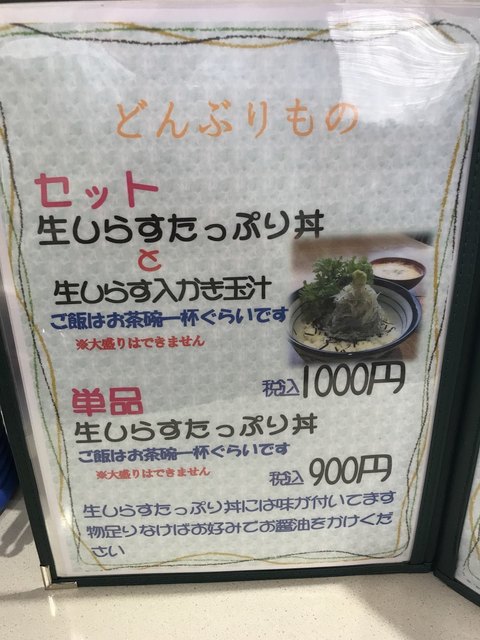 どんぶりもの
セット
生しらすたっぷり丼
と
生しらす入かき玉汁
ご飯はお茶碗一杯ぐらいです
※大盛りはできません
税込1000円
単品
生しらすたっぷり丼
ご飯はお茶碗一杯ぐらいです
※大盛りはできません
税込900円
生しらすたっぷり丼には味が付いてます
物足りなけばお好みでお醤油をかけくだ
さい